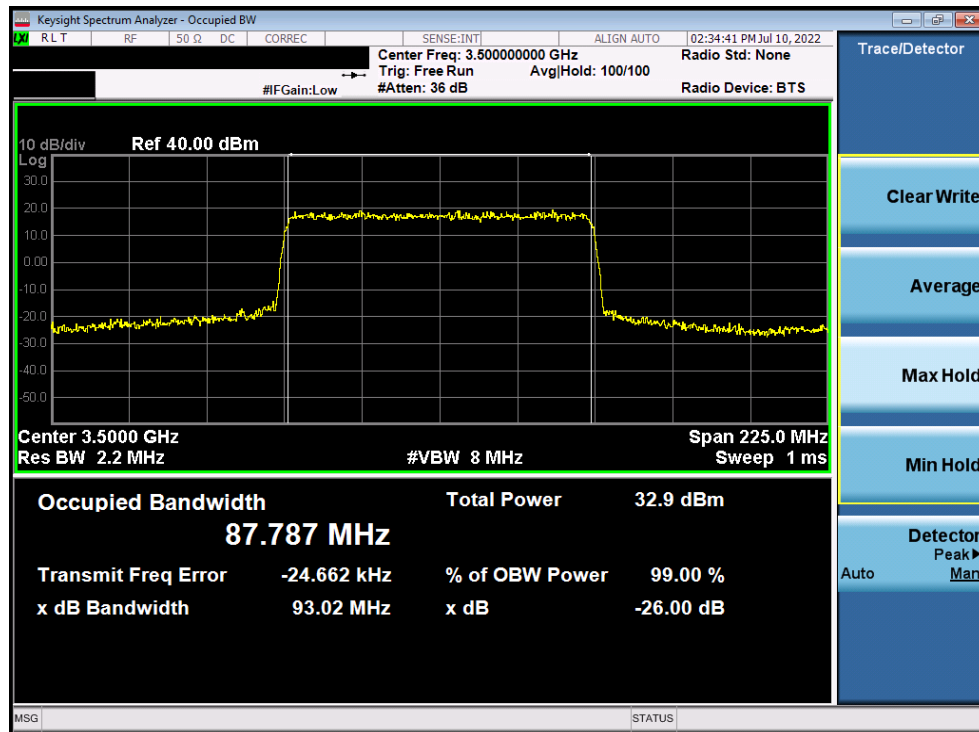 Keysight Spectrum Analyzer - Occupied BW
LXI RLT RF 50 Ω DC CORREC SENSE:INT ALIGN AUTO 02:34:41 PM Jul 10, 2022
Center Freq: 3.500000000 GHz Radio Std: None
Trig: Free Run Avg|Hold: 100/100
#IFGain:Low #Atten: 36 dB Radio Device: BTS
Trace/Detector
10 dB/div Ref 40.00 dBm
Log
30.0
20.0
10.0
0.00
-10.0
-20.0
-30.0
-40.0
-50.0
Center 3.5000 GHz Span 225.0 MHz
Res BW 2.2 MHz #VBW 8 MHz Sweep 1 ms
Occupied Bandwidth Total Power 32.9 dBm
87.787 MHz
Transmit Freq Error -24.662 kHz % of OBW Power 99.00 %
x dB Bandwidth 93.02 MHz x dB -26.00 dB
Clear Write
Average
Max Hold
Min Hold
Detector
Peak▶
Auto Man
MSG STATUS